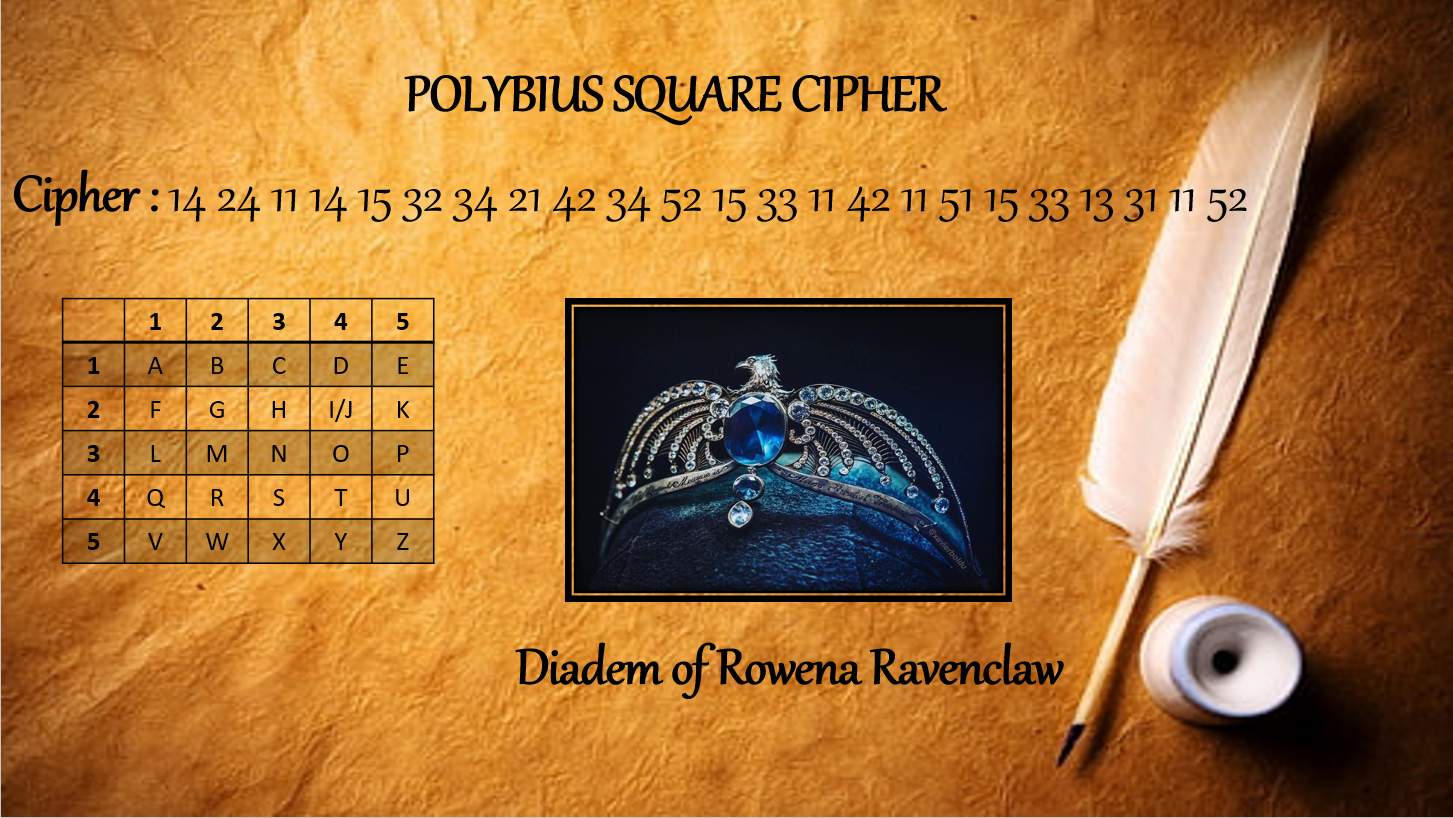 POLYBIUS SQUARE CIPHER
Cipher : 14 24 11 14 15 32 34 21 42 34 52 15 33 11 42 11 51 15 33 13 31 11 52
1 2 3 4 5
1 A B C D E
2 F G H I/J K
3 L M N O P
4 Q R S T U
5 V W X Y Z
@xavierboldu
Diadem of Rowena Ravenclaw